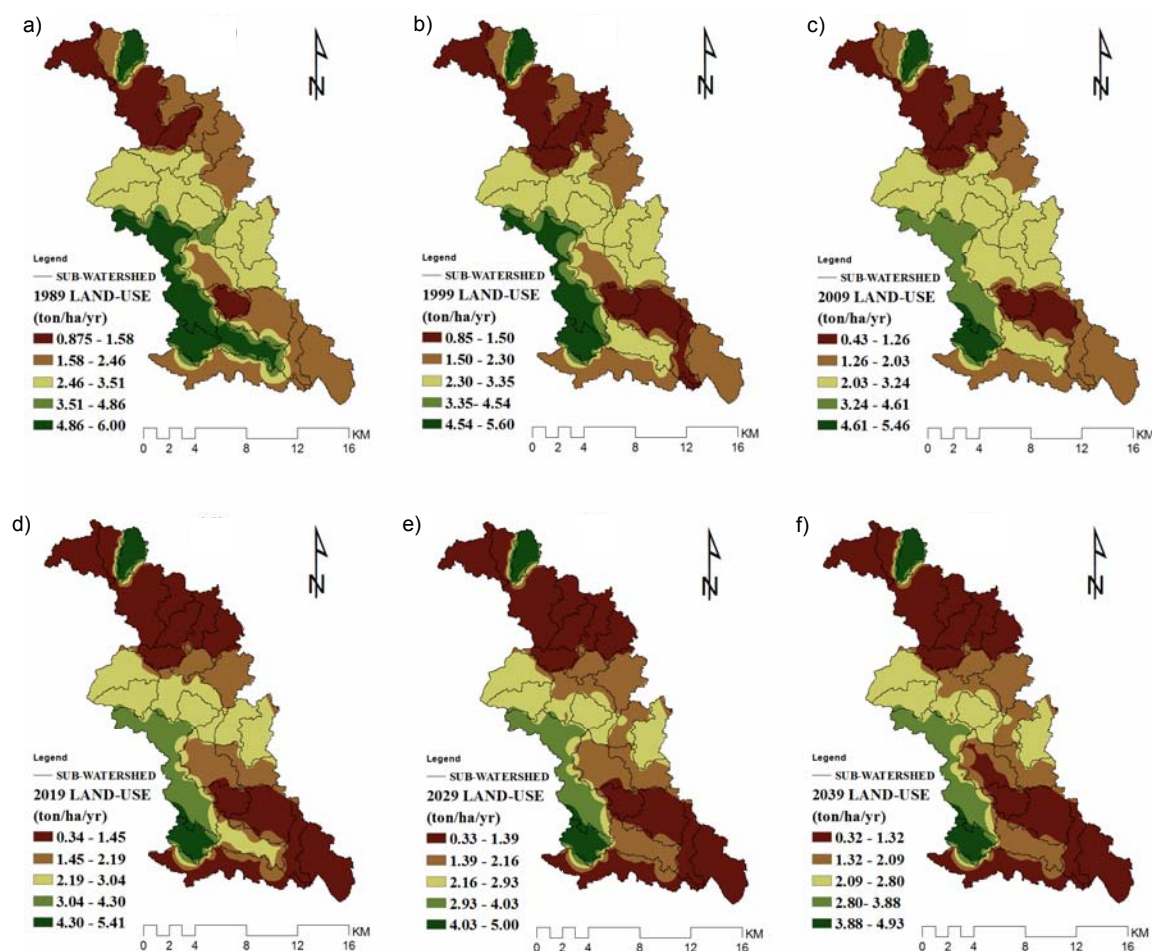 a)
N
Legend
SUB-WATERSHED
1989 LAND-USE
(ton/ha/yr)
0.875 - 1.58
1.58 - 2.46
2.46 - 3.51
3.51 - 4.86
4.86 - 6.00
KM
0 2 4 8 12 16
b)
N
Legend
SUB-WATERSHED
1999 LAND-USE
(ton/ha/yr)
0.85 - 1.50
1.50 - 2.30
2.30 - 3.35
3.35- 4.54
4.54 - 5.60
KM
0 2 4 8 12 16
c)
N
Legend
SUB-WATERSHED
2009 LAND-USE
(ton/ha/yr)
0.43 - 1.26
1.26 - 2.03
2.03 - 3.24
3.24 - 4.61
4.61 - 5.46
KM
0 2 4 8 12 16
d)
N
Legend
SUB-WATERSHED
2019 LAND-USE
(ton/ha/yr)
0.34 - 1.45
1.45 - 2.19
2.19 - 3.04
3.04 - 4.30
4.30 - 5.41
KM
0 2 4 8 12 16
e)
N
Legend
SUB-WATERSHED
2029 LAND-USE
(ton/ha/yr)
0.33 - 1.39
1.39 - 2.16
2.16 - 2.93
2.93 - 4.03
4.03 - 5.00
KM
0 2 4 8 12 16
f)
N
Legend
SUB-WATERSHED
2039 LAND-USE
(ton/ha/yr)
0.32 - 1.32
1.32 - 2.09
2.09 - 2.80
2.80- 3.88
3.88 - 4.93
KM
0 2 4 8 12 16